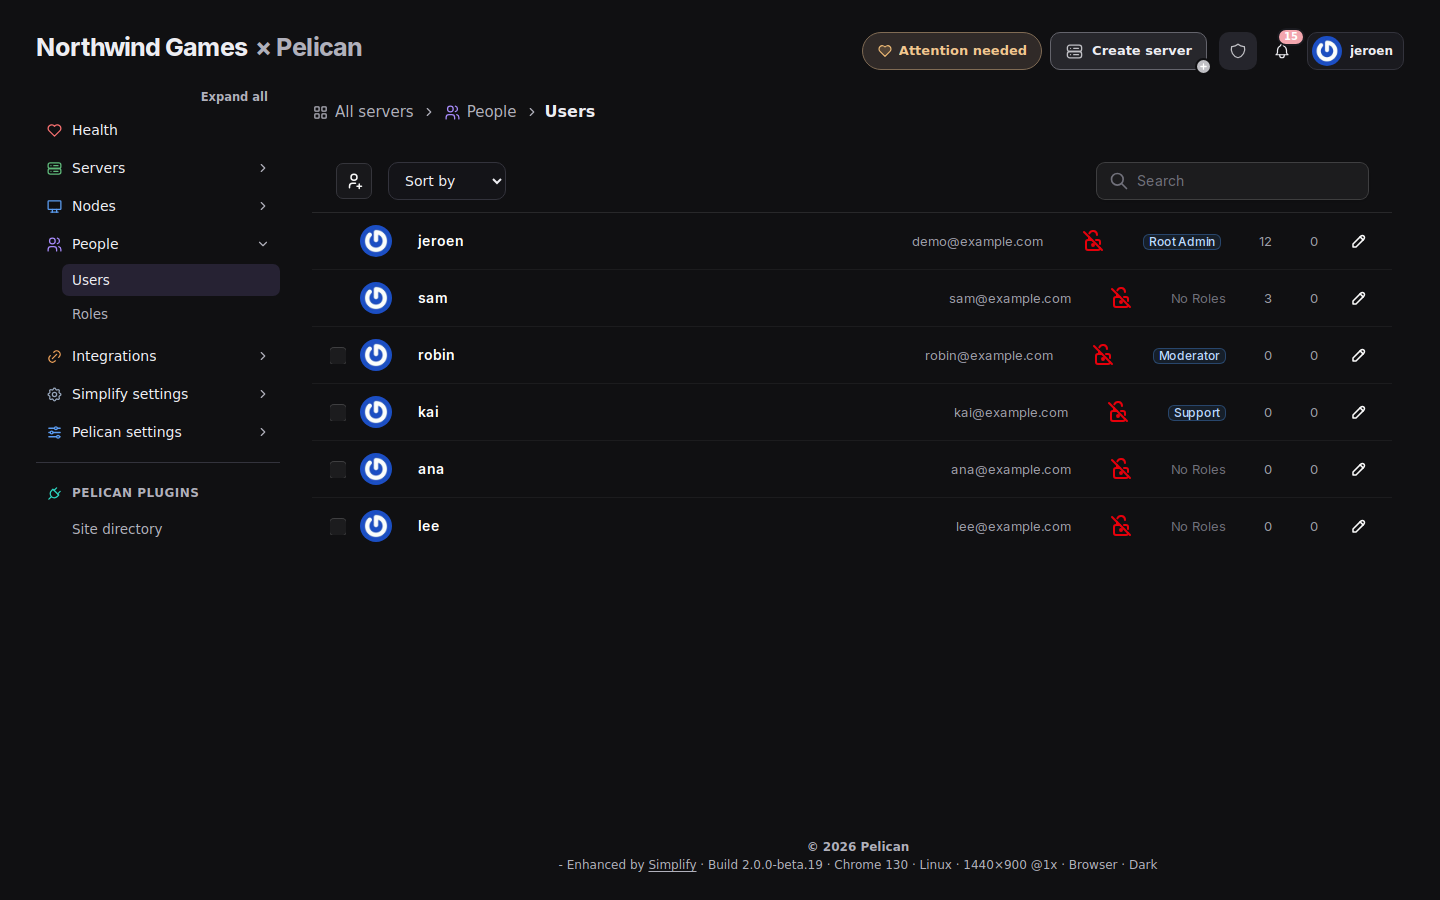 Northwind Games × Pelican
Attention needed
Create server
15
jeroen
Expand all
Health
Servers
Nodes
People
Users
Roles
Integrations
Simplify settings
Pelican settings
PELICAN PLUGINS
Site directory
All servers > People > Users
Sort by
Search
jeroen demo@example.com Root Admin 12 0
sam sam@example.com No Roles 3 0
robin robin@example.com Moderator 0 0
kai kai@example.com Support 0 0
ana ana@example.com No Roles 0 0
lee lee@example.com No Roles 0 0
© 2026 Pelican
- Enhanced by Simplify · Build 2.0.0-beta.19 · Chrome 130 · Linux · 1440×900 @1x · Browser · Dark